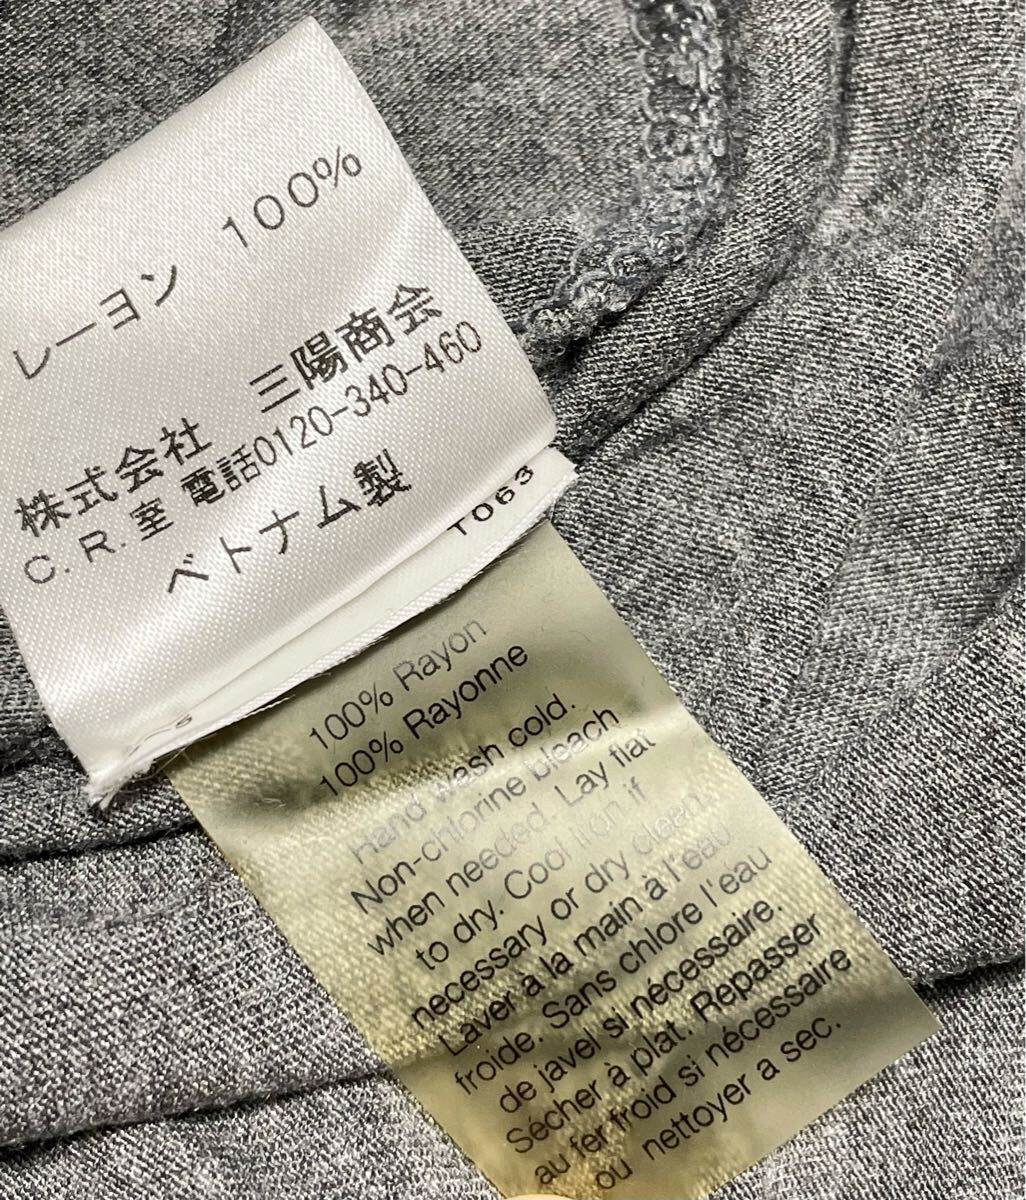 レーヨン 100%
株式会社 三陽商会
C.R.室 電話0120-340-460
ベトナム製
T063
100% Rayon
100% Rayonne
Hand wash cold.
Non-chlorine bleach
when needed. Lay flat
to dry. Cool iron if
necessary or dry clean.
Laver à la main à l'eau
froide. Sans chlore l'eau
de javel si nécessaire.
Sécher à plat. Repasser
au fer froid si nécessaire
ou nettoyer a sec.